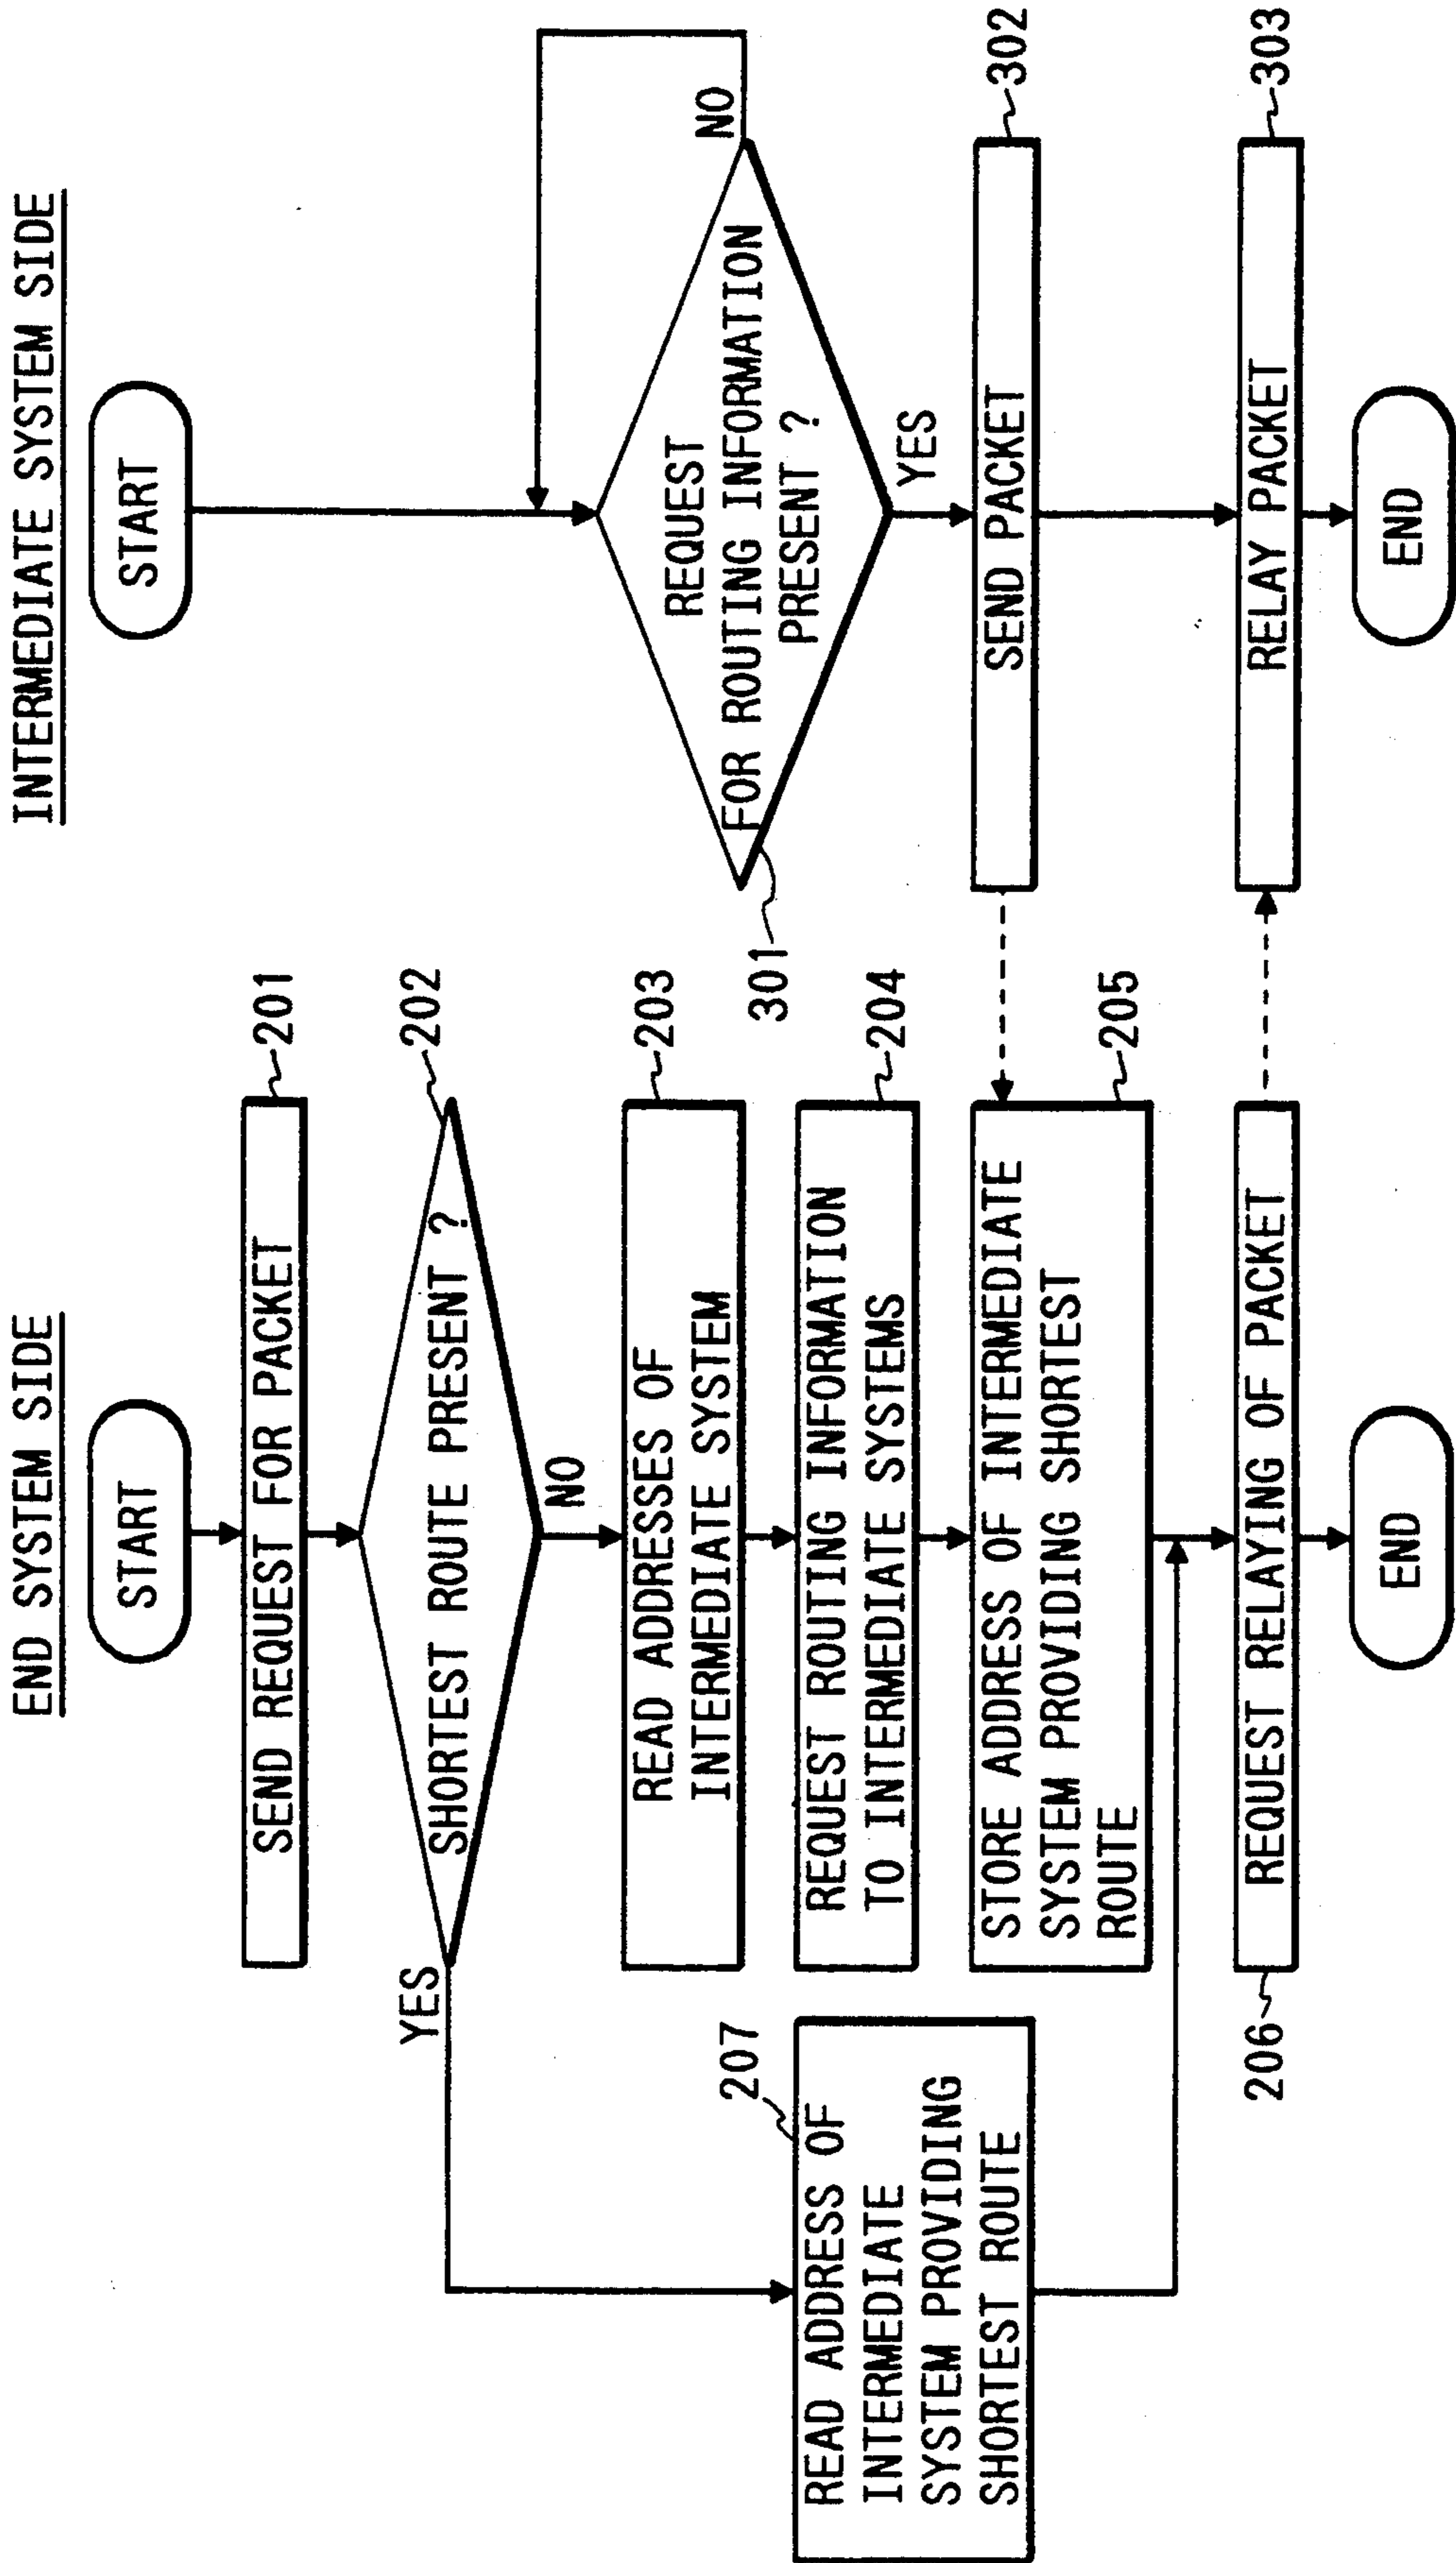 END SYSTEM SIDE
START
SEND REQUEST FOR PACKET
201
SHORTEST ROUTE PRESENT ?
202
YES
NO
READ ADDRESSES OF
INTERMEDIATE SYSTEM
203
REQUEST ROUTING INFORMATION
TO INTERMEDIATE SYSTEMS
204
207
READ ADDRESS OF
INTERMEDIATE
SYSTEM PROVIDING
SHORTEST ROUTE
STORE ADDRESS OF INTERMEDIATE
SYSTEM PROVIDING SHORTEST
ROUTE
205
206
REQUEST RELAYING OF PACKET
END
INTERMEDIATE SYSTEM SIDE
START
REQUEST
FOR ROUTING INFORMATION
PRESENT ?
301
NO
YES
SEND PACKET
302
RELAY PACKET
303
END